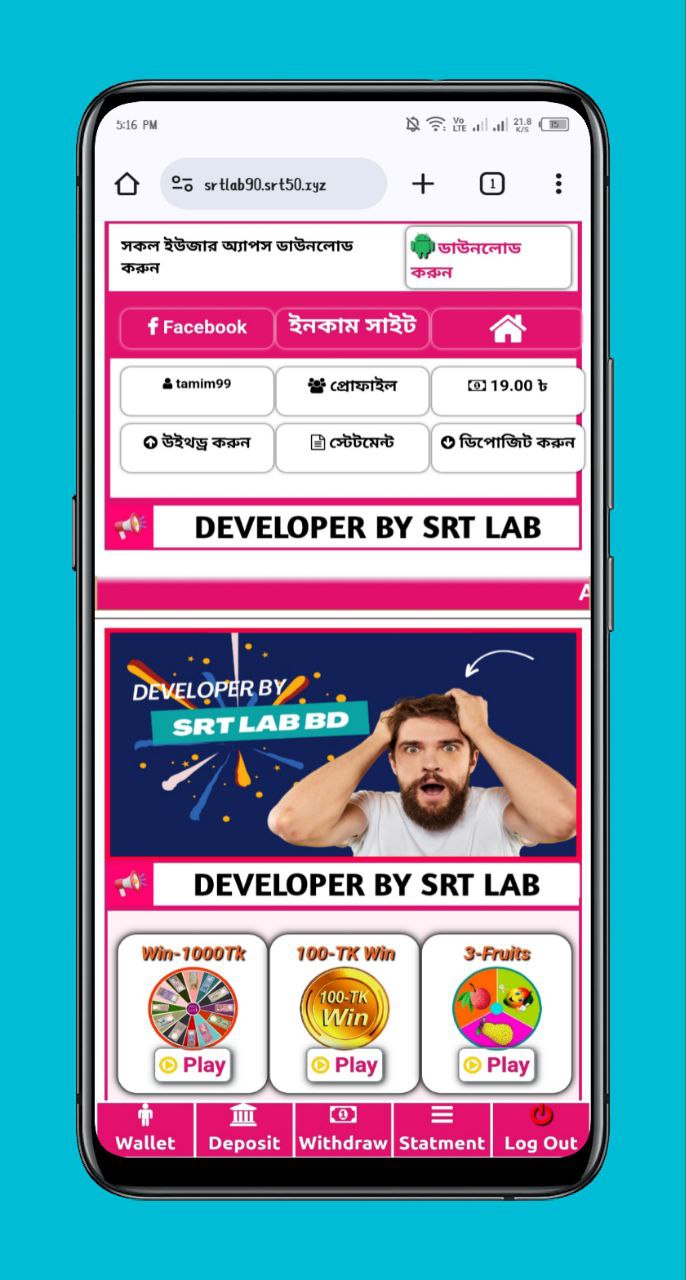 5:16 PM
Vo LTE
21.8 K/S
15
srtlab90.srt50.xyz
1
সকল ইউজার অ্যাপস ডাউনলোড
করুন
ডাউনলোড
করুন
Facebook
ইনকাম সাইট
tamim99
প্রোফাইল
19.00 ৳
উইথড্র করুন
স্টেটমেন্ট
ডিপোজিট করুন
DEVELOPER BY SRT LAB
A
DEVELOPER BY
SRT LAB BD
DEVELOPER BY SRT LAB
Win-1000Tk
100-TK Win
3-Fruits
100-TK
Win
Play
Play
Play
Wallet
Deposit
Withdraw
Statment
Log Out